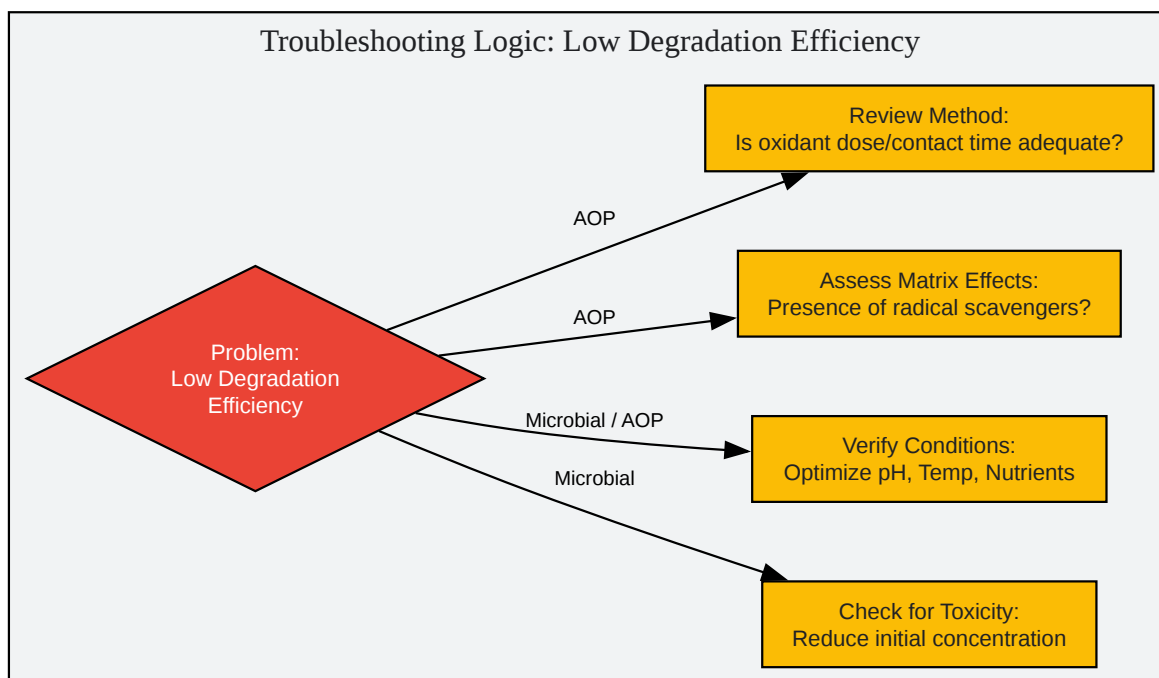 Troubleshooting Logic: Low Degradation Efficiency
Review Method:
Is oxidant dose/contact time adequate?
AOP
Assess Matrix Effects:
Presence of radical scavengers?
AOP
Problem:
Low Degradation
Efficiency
Microbial / AOP
Verify Conditions:
Optimize pH, Temp, Nutrients
Microbial
Check for Toxicity:
Reduce initial concentration